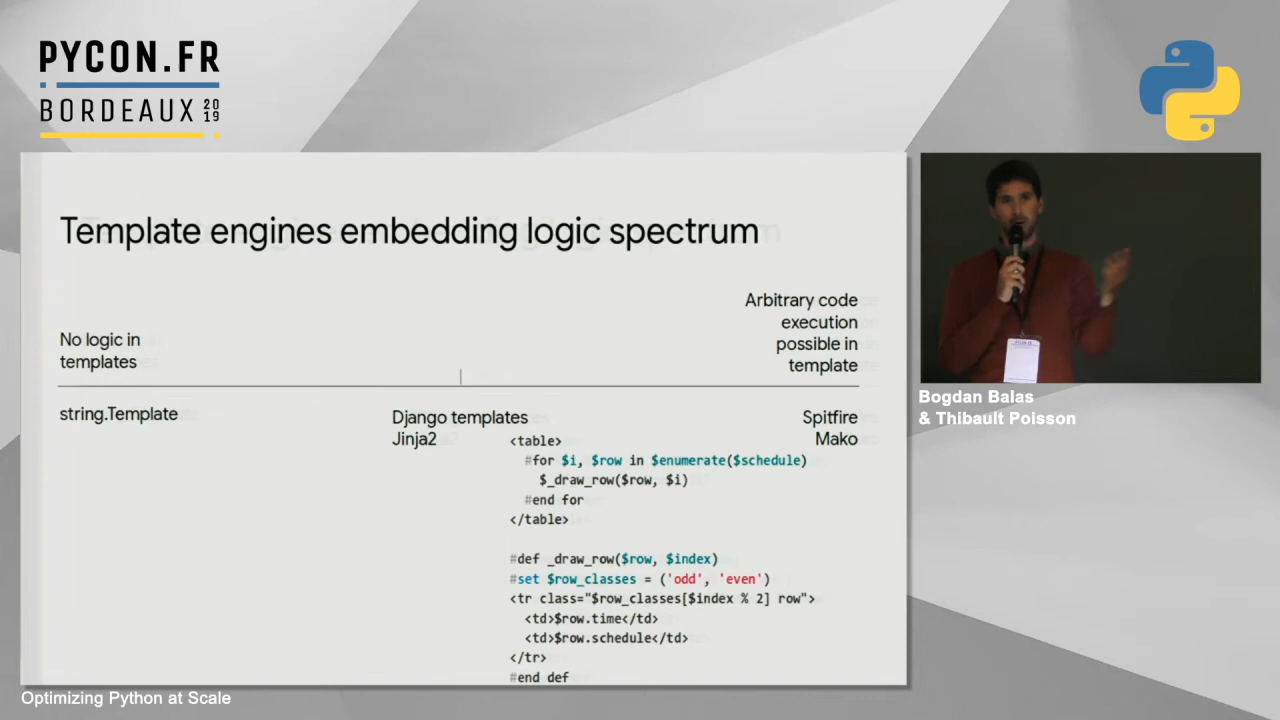 PYCON.FR
BORDEAUX 2019
Template engines embedding logic spectrum
No logic in
templates
Arbitrary code
execution
possible in
template
string.Template
Django templates
Jinja2
Spitfire
Mako
<table>
  #for $i, $row in $enumerate($schedule)
    $_draw_row($row, $i)
  #end for
</table>
#def _draw_row($row, $index)
#set $row_classes = ('odd', 'even')
<tr class="$row_classes[$index % 2] row">
  <td>$row.time</td>
  <td>$row.schedule</td>
</tr>
#end def
Bogdan Balas
& Thibault Poisson
Optimizing Python at Scale